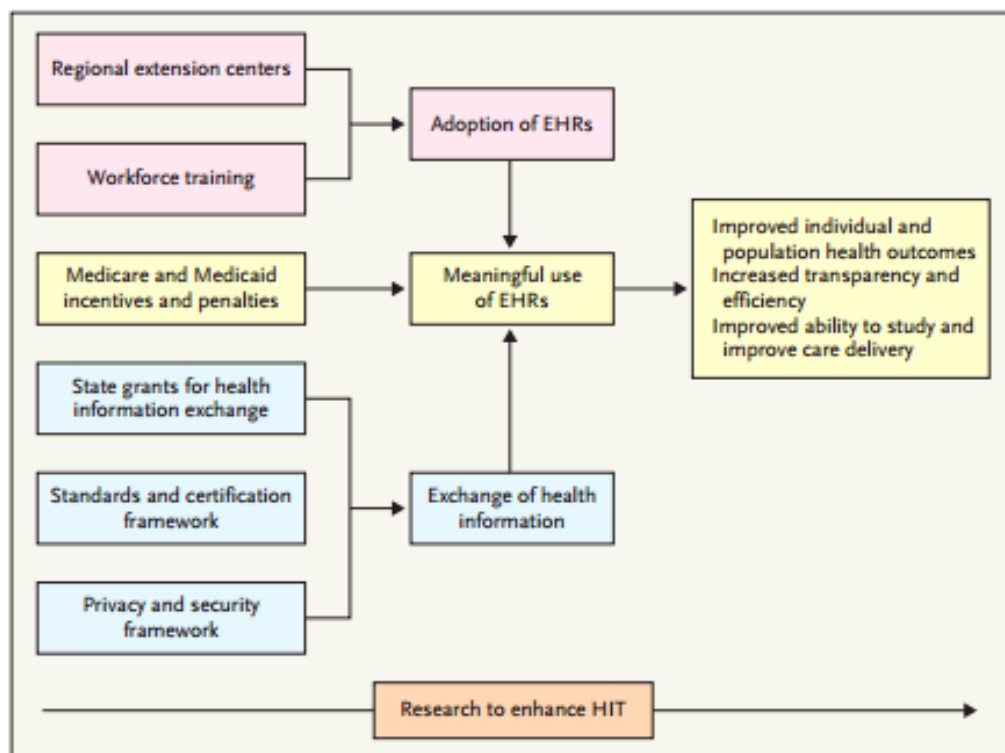 Regional extension centers
Adoption of EHRs
Workforce training
Medicare and Medicaid
incentives and penalties
Meaningful use
of EHRs
Improved individual and
population health outcomes
Increased transparency and
efficiency
Improved ability to study and
improve care delivery
State grants for health
information exchange
Standards and certification
framework
Exchange of health
information
Privacy and security
framework
Research to enhance HIT